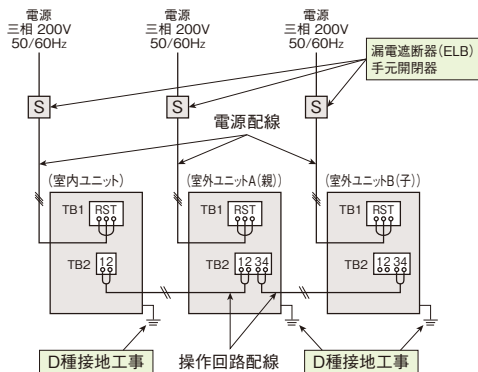 電源
三相 200V
50/60Hz
電源
三相 200V
50/60Hz
電源
三相 200V
50/60Hz
漏電遮断器(ELB)
手元開閉器
S
S
S
電源配線
(室内ユニット)
(室外ユニットA(親))
(室外ユニットB(子))
TB1
RST
TB1
RST
TB1
RST
TB2
12
TB2
12 34
TB2
12 34
D種接地工事
操作回路配線
D種接地工事